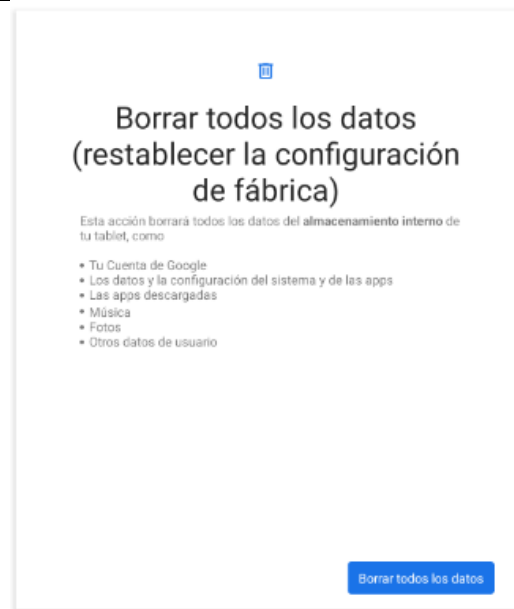 Borrar todos los datos
(restablecer la configuración
de fábrica)
Esta acción borrará todos los datos del almacenamiento interno de
tu tablet, como
• Tu Cuenta de Google
• Los datos y la configuración del sistema y de las apps
• Las apps descargadas
• Música
• Fotos
• Otros datos de usuario
Borrar todos los datos